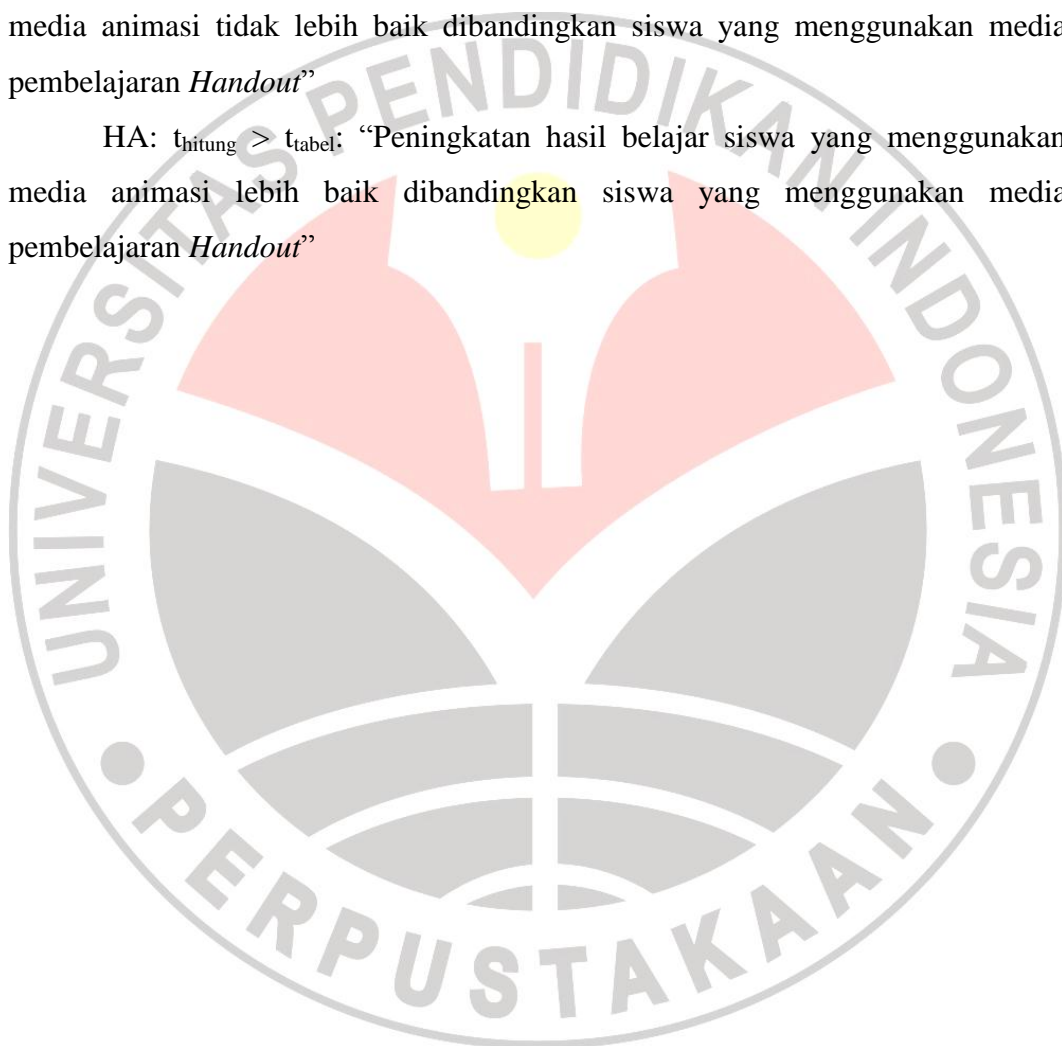 media animasi tidak lebih baik dibandingkan siswa yang menggunakan media
pembelajaran Handout”
HA: thitung > ttabel: “Peningkatan hasil belajar siswa yang menggunakan
media animasi lebih baik dibandingkan siswa yang menggunakan media
pembelajaran Handout”
UNIVERSITAS PENDIDIKAN INDONESIA
PERPUSTAKAAN